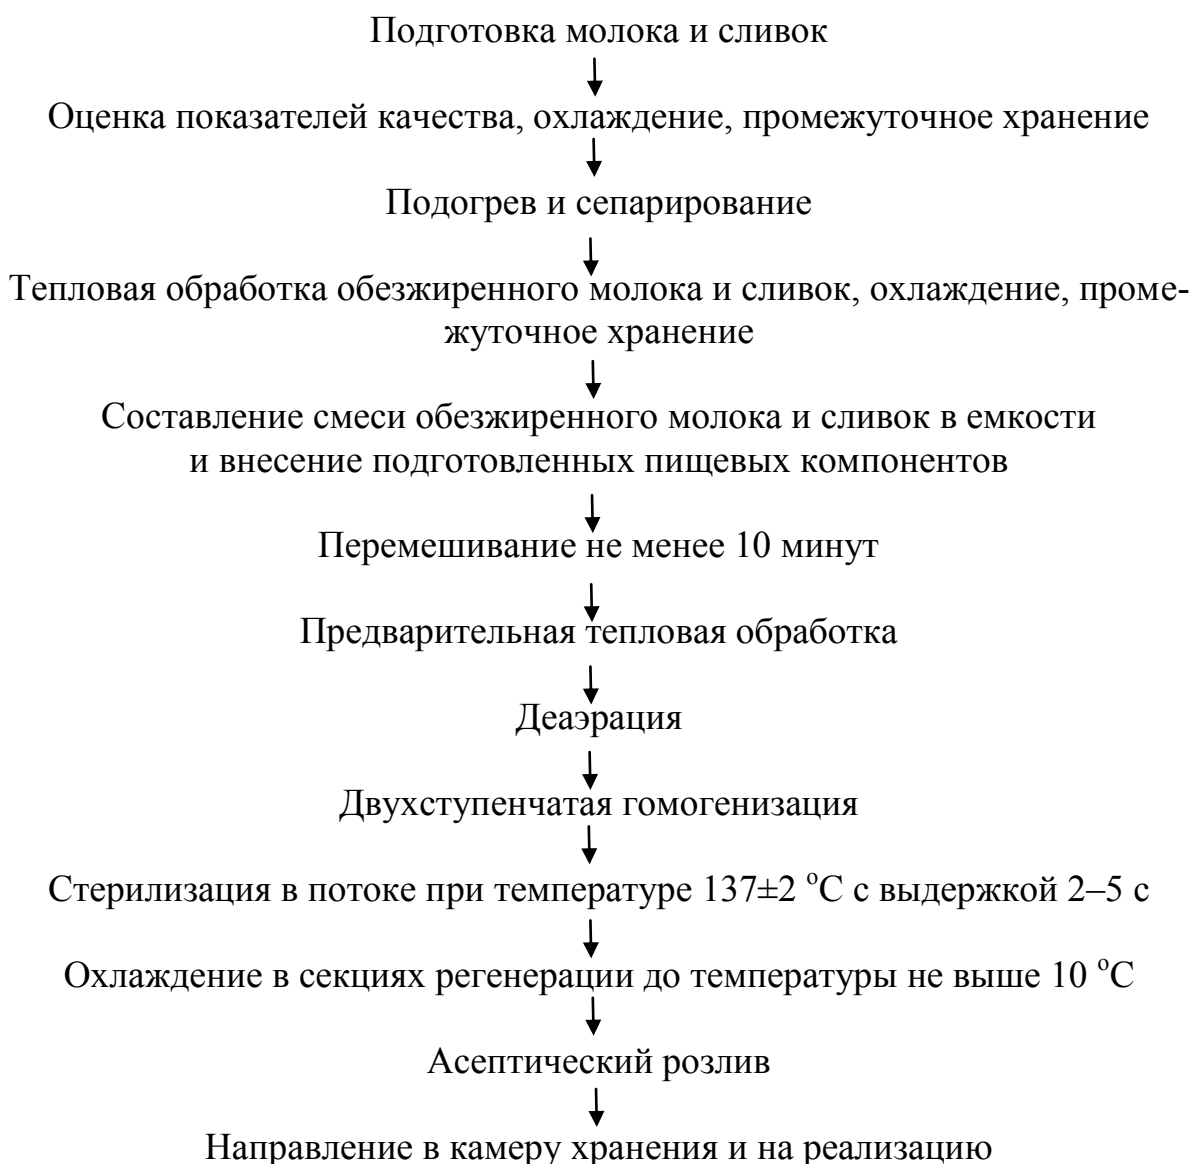 Подготовка молока и сливок
Оценка показателей качества, охлаждение, промежуточное хранение
Подогрев и сепарирование
Тепловая обработка обезжиренного молока и сливок, охлаждение, проме-
жуточное хранение
Составление смеси обезжиренного молока и сливок в емкости
и внесение подготовленных пищевых компонентов
Перемешивание не менее 10 минут
Предварительная тепловая обработка
Деаэрация
Двухступенчатая гомогенизация
Стерилизация в потоке при температуре 137±2 °С с выдержкой 2–5 с
Охлаждение в секциях регенерации до температуры не выше 10 °С
Асептический розлив
Направление в камеру хранения и на реализацию